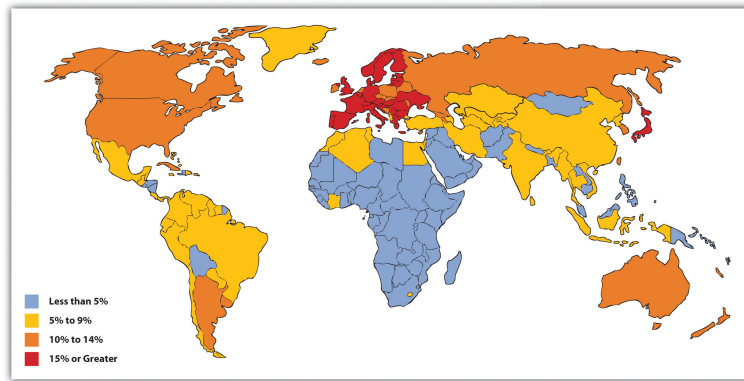 Less than 5%
5% to 9%
10% to 14%
15% or Greater